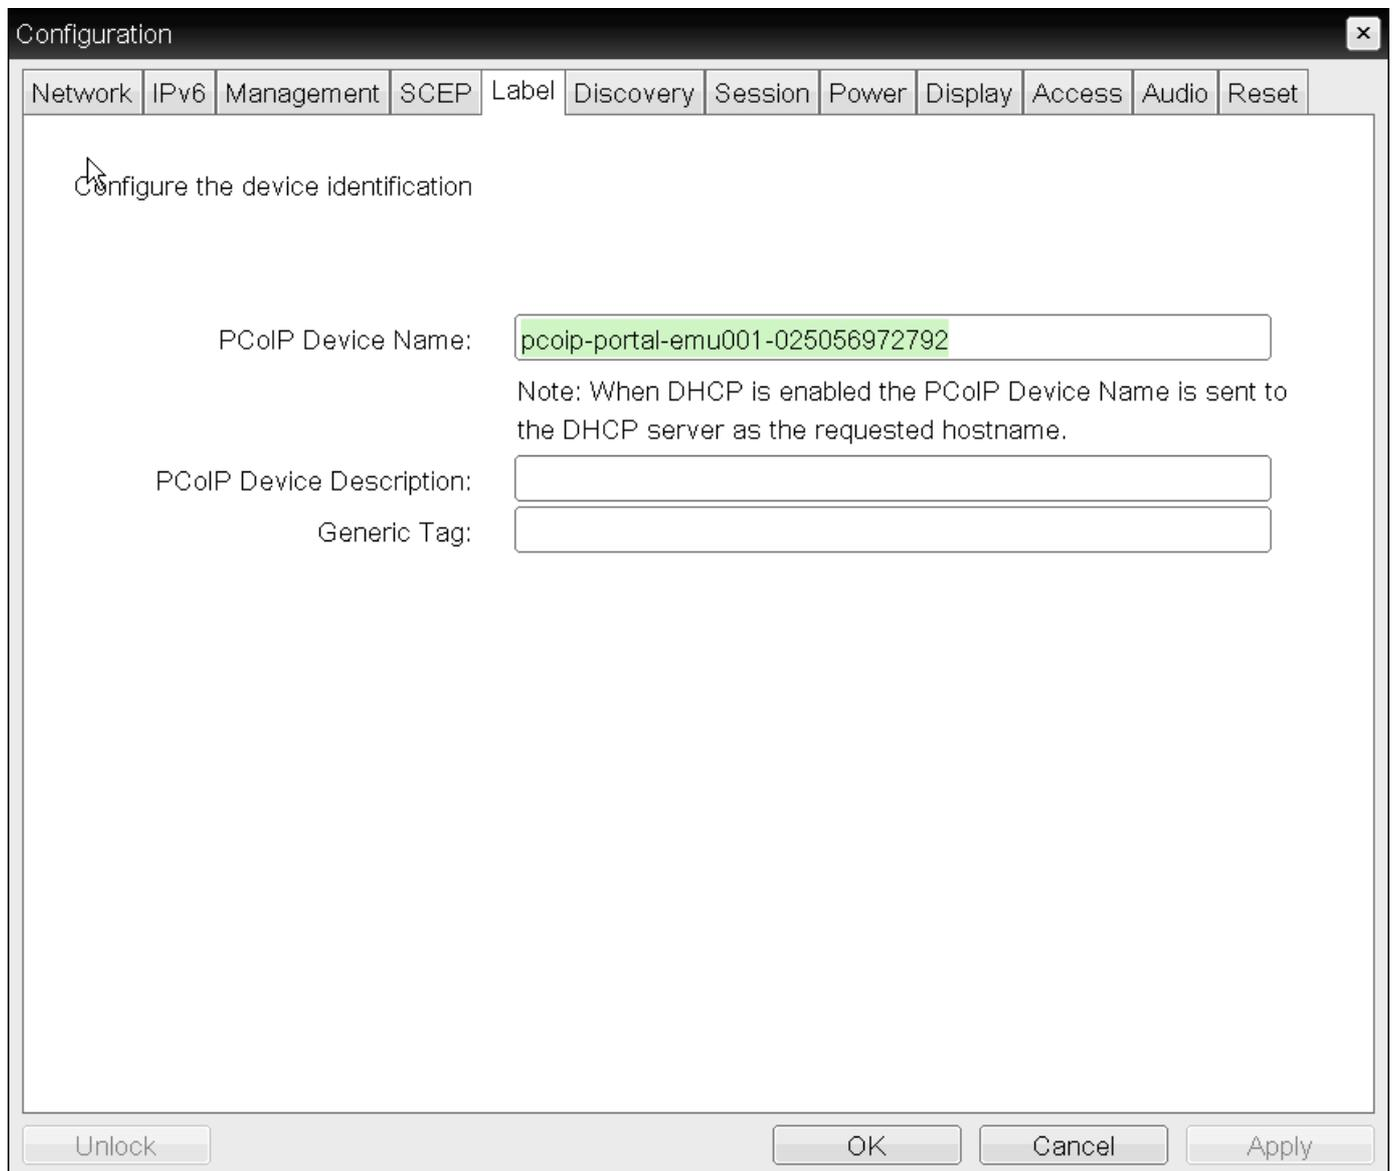 Configuration
Network IPv6 Management SCEP Label Discovery Session Power Display Access Audio Reset
Configure the device identification
PCoIP Device Name: pcoip-portal-emu001-025056972792
Note: When DHCP is enabled the PCoIP Device Name is sent to
the DHCP server as the requested hostname.
PCoIP Device Description:
Generic Tag:
Unlock OK Cancel Apply